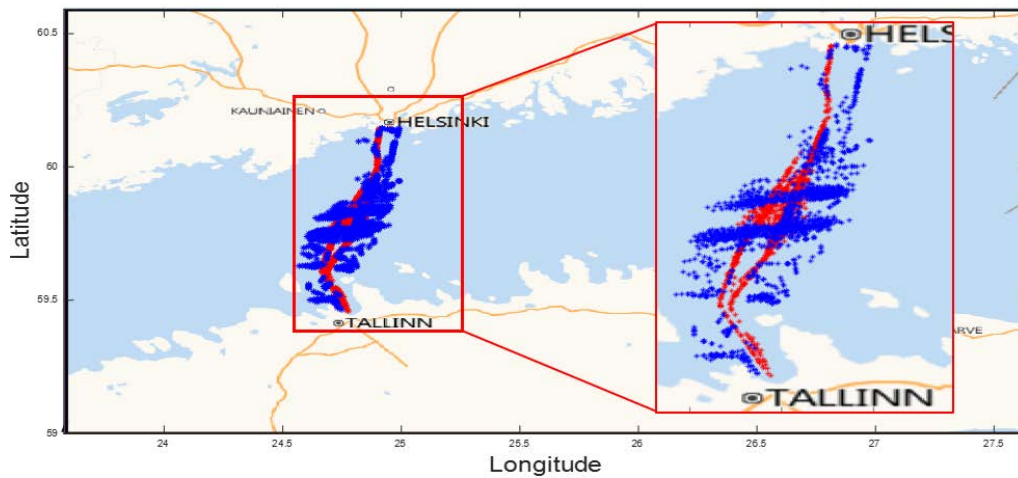 60.5
60
59.5
59
Latitude
KAUNIAINEN
HELSINKI
TALLINN
HELS
TALLINN
ARVE
24
24.5
25
25.5
26
26.5
27
27.5
Longitude